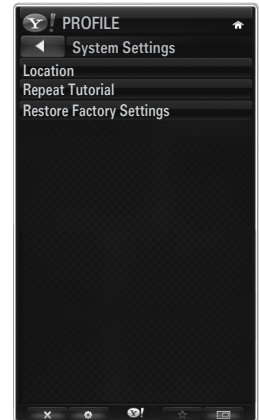 Y! PROFILE
System Settings
Location
Repeat Tutorial
Restore Factory Settings
Y!